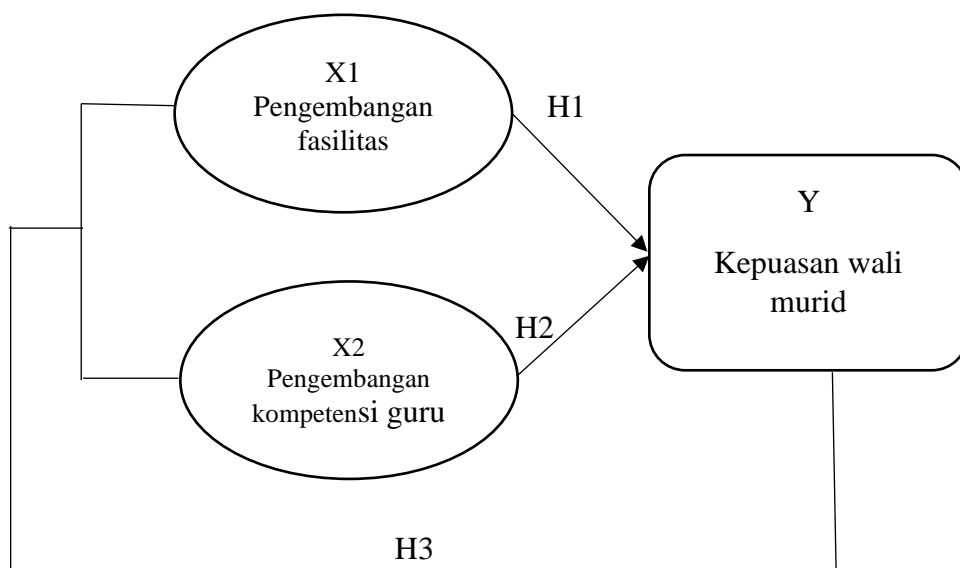 X1
Pengembangan
fasilitas
H1
Y
Kepuasan wali
murid
H2
X2
Pengembangan
kompetensi guru
H3